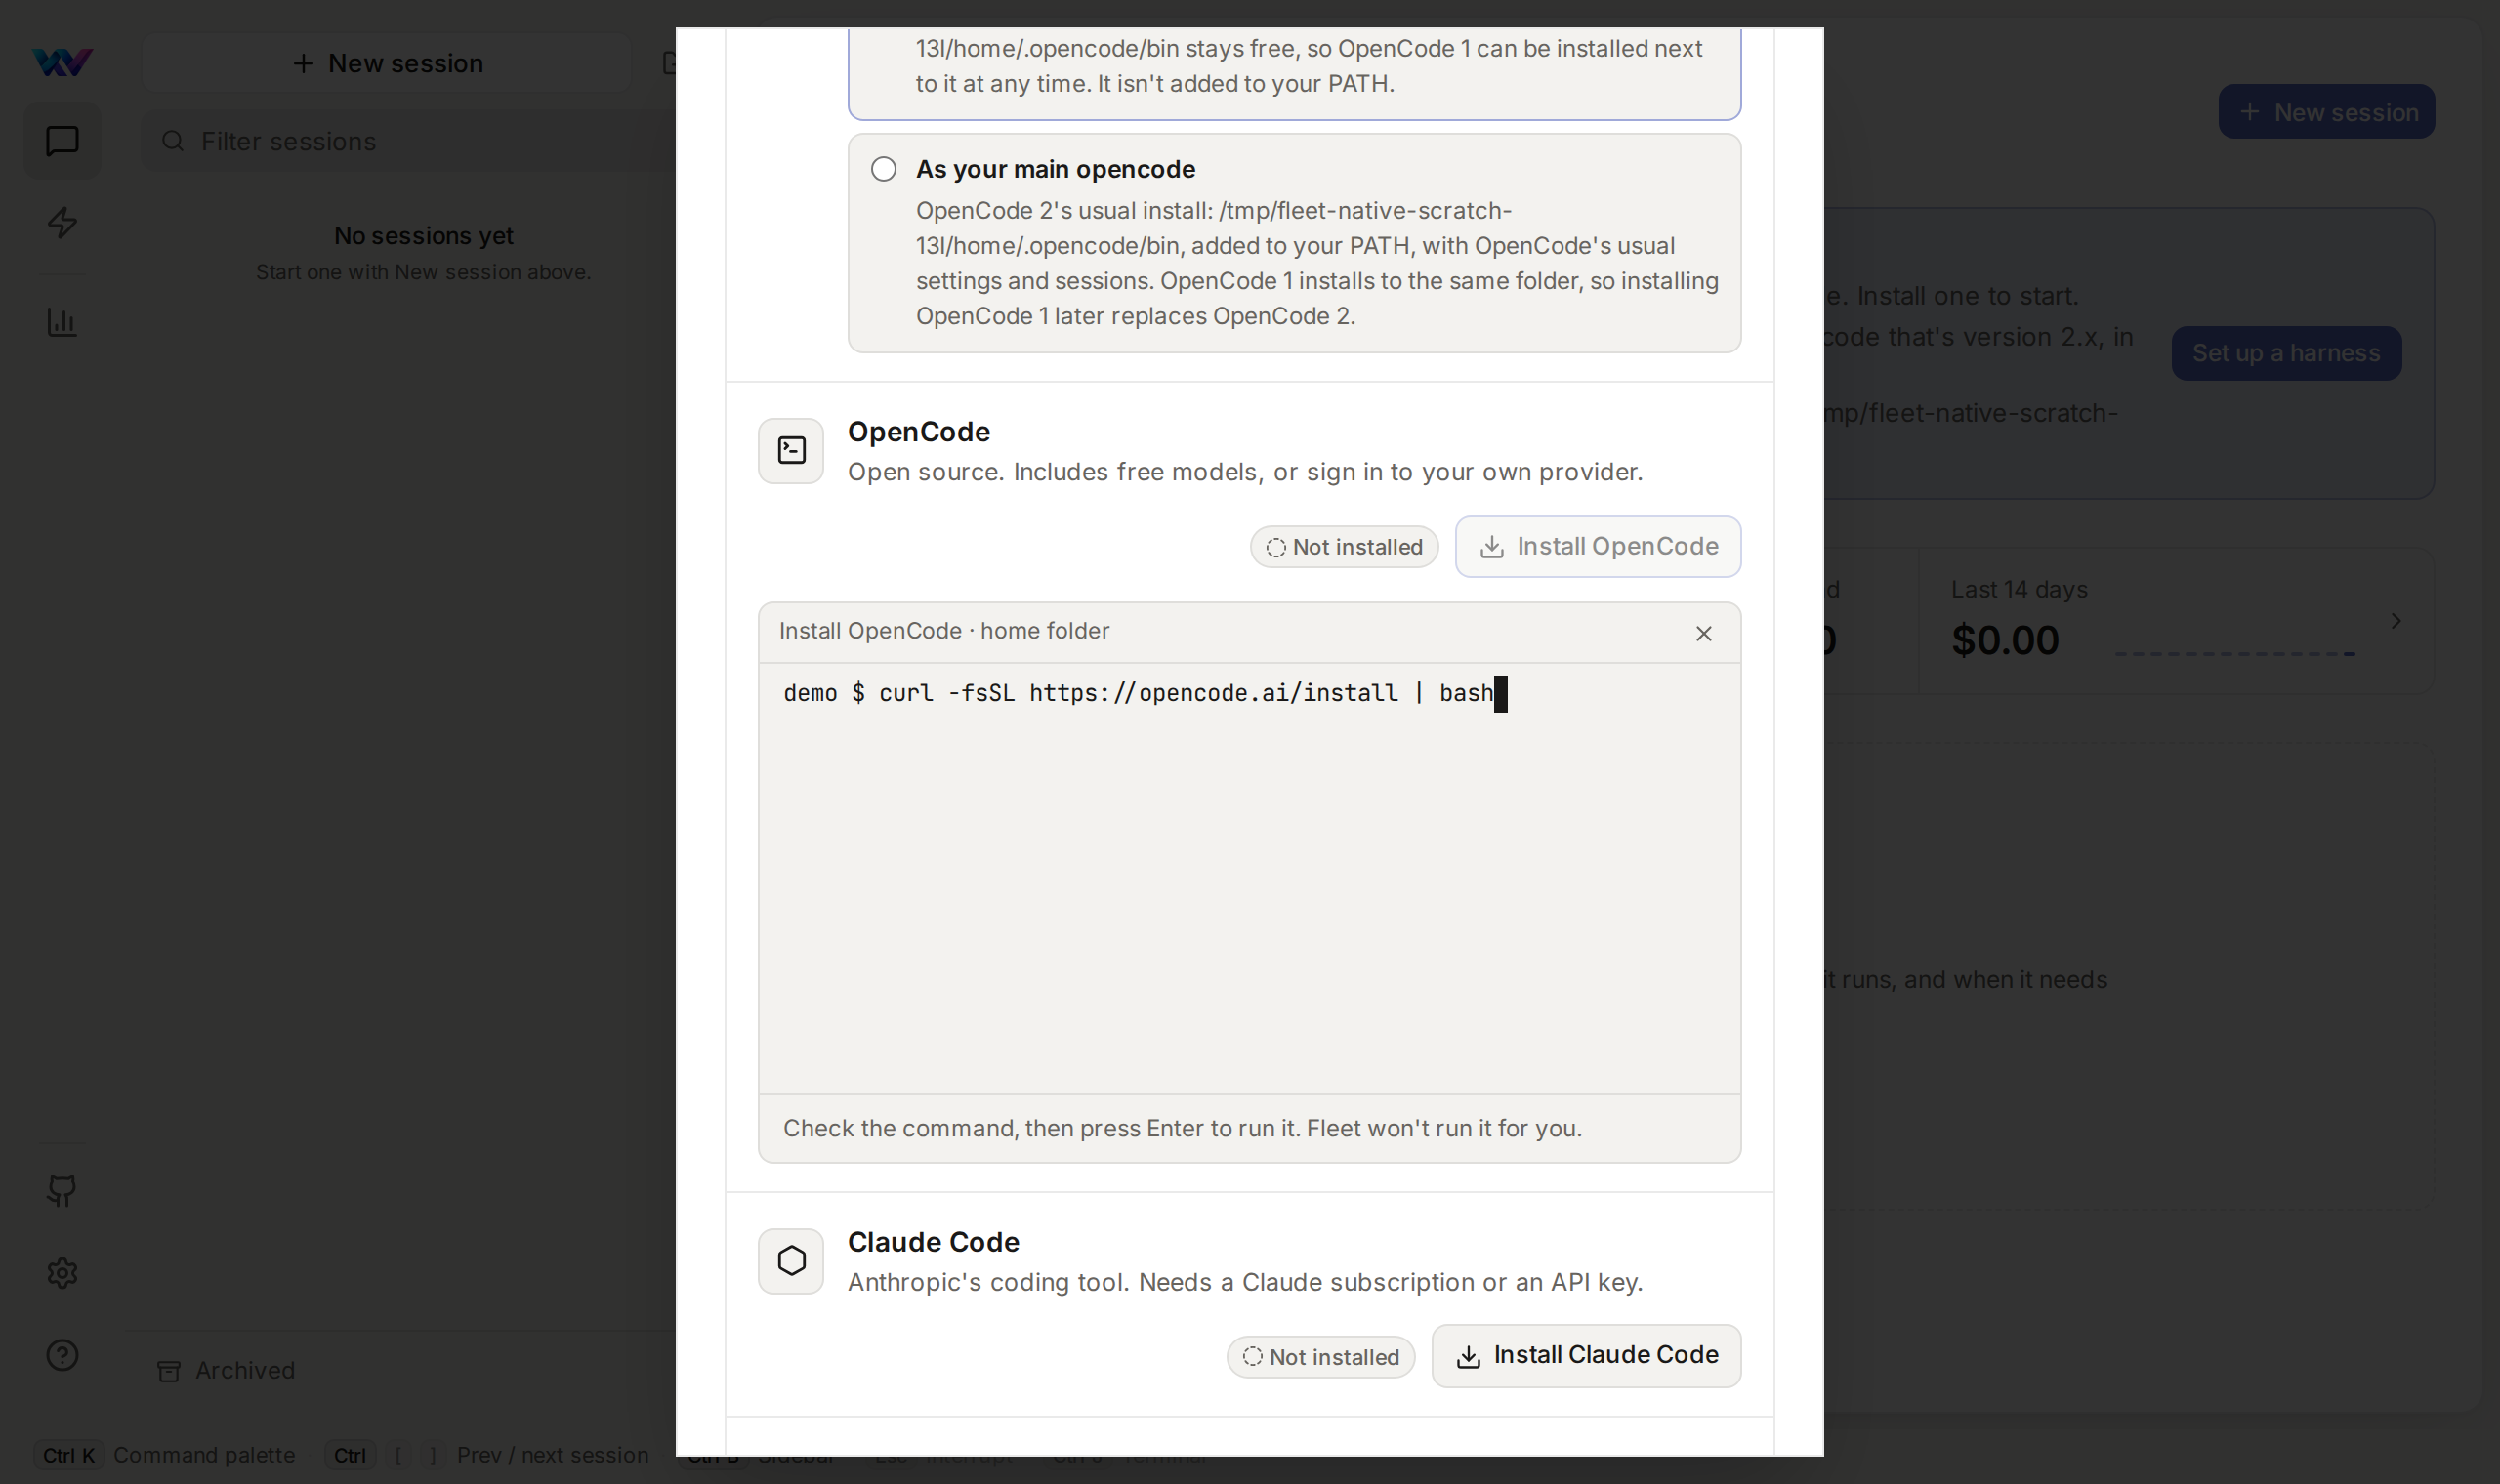 New session
Filter sessions
No sessions yet
Start one with New session above.
Archived
Ctrl K Command palette Ctrl [ ] Prev / next session
13l/home/.opencode/bin stays free, so OpenCode 1 can be installed next
to it at any time. It isn't added to your PATH.
As your main opencode
OpenCode 2's usual install: /tmp/fleet-native-scratch-
13l/home/.opencode/bin, added to your PATH, with OpenCode's usual
settings and sessions. OpenCode 1 installs to the same folder, so installing
OpenCode 1 later replaces OpenCode 2.
OpenCode
Open source. Includes free models, or sign in to your own provider.
Not installed
Install OpenCode
Install OpenCode · home folder
demo $ curl -fsSL https://opencode.ai/install | bash
Check the command, then press Enter to run it. Fleet won't run it for you.
Claude Code
Anthropic's coding tool. Needs a Claude subscription or an API key.
Not installed
Install Claude Code
New session
e. Install one to start.
code that's version 2.x, in
mp/fleet-native-scratch-
Set up a harness
Last 14 days
$0.00
it runs, and when it needs